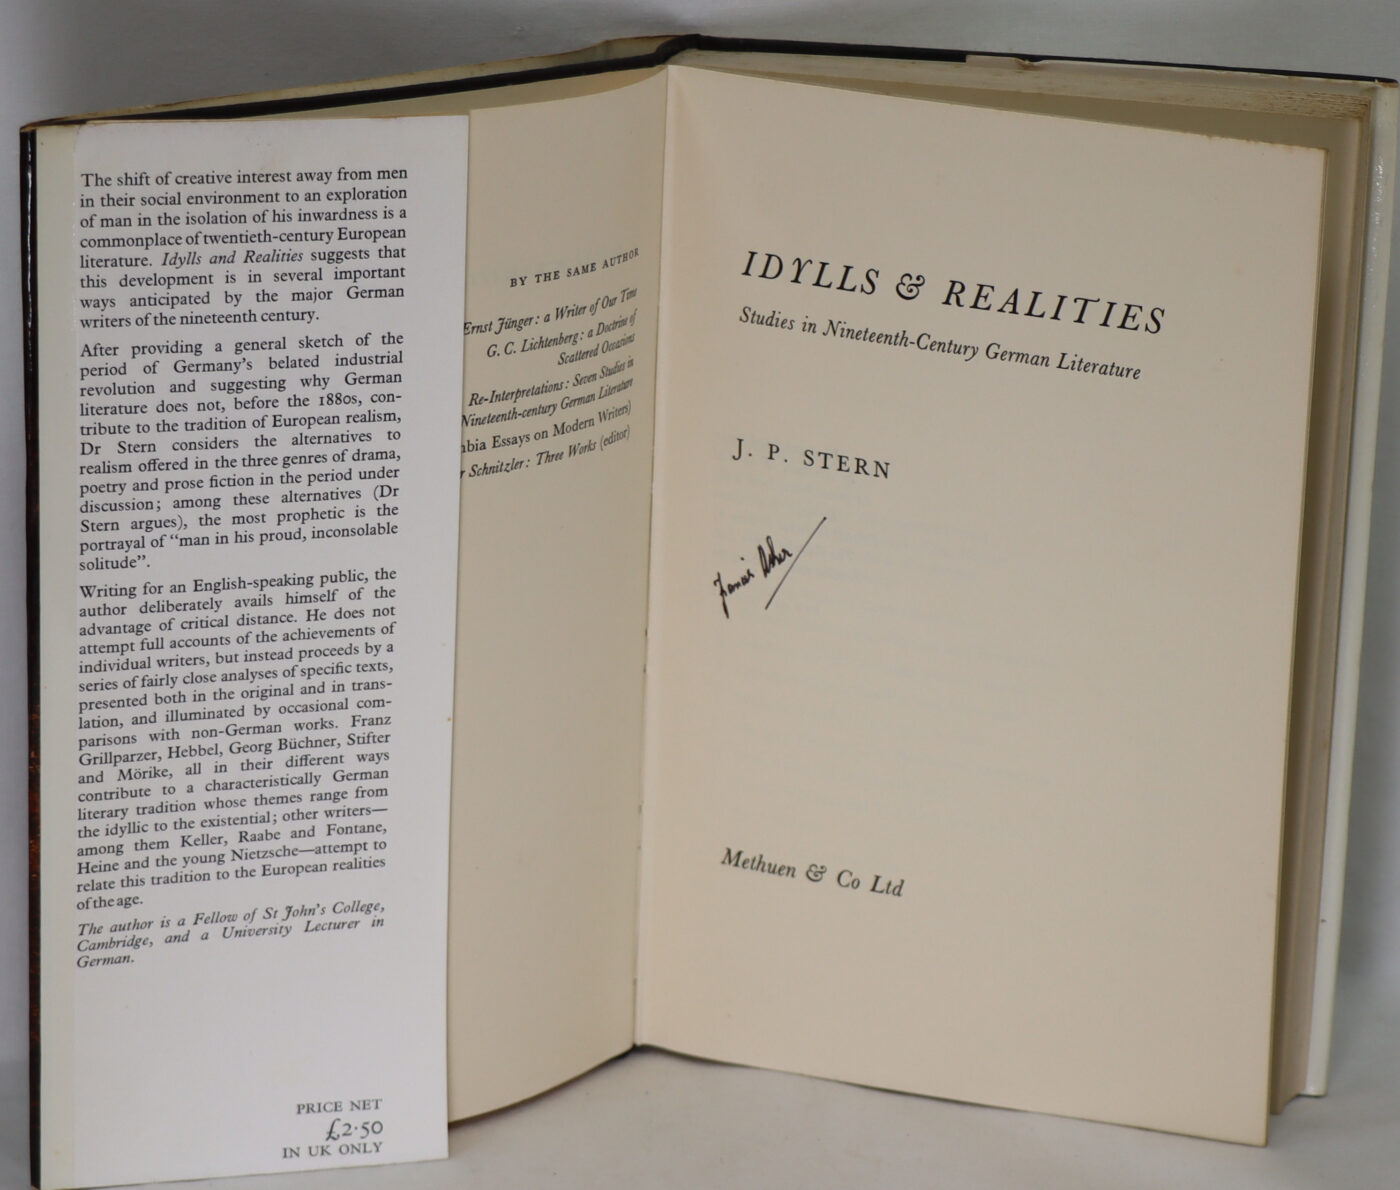 The shift of creative interest away from men
in their social environment to an exploration
of man in the isolation of his inwardness is a
commonplace of twentieth-century European
literature. Idylls and Realities suggests that
this development is in several important
ways anticipated by the major German
writers of the nineteenth century.
After providing a general sketch of the
period of Germany's belated industrial
revolution and suggesting why German
literature does not, before the 1880s, con-
tribute to the tradition of European realism,
Dr Stern considers the alternatives to
realism offered in the three genres of drama,
poetry and prose fiction in the period under
discussion; among these alternatives (Dr
Stern argues), the most prophetic is the
portrayal of "man in his proud, inconsolable
solitude".
Writing for an English-speaking public, the
author deliberately avails himself of the
advantage of critical distance. He does not
attempt full accounts of the achievements of
individual writers, but instead proceeds by a
series of fairly close analyses of specific texts,
presented both in the original and in trans-
lation, and illuminated by occasional com-
parisons with non-German works. Franz
Grillparzer, Hebbel, Georg Büchner, Stifter
and Mörike, all in their different ways
contribute to a characteristically German
literary tradition whose themes range from
the idyllic to the existential; other writers—
among them Keller, Raabe and Fontane,
Heine and the young Nietzsche—attempt to
relate this tradition to the European realities
of the age.
The author is a Fellow of St John's College,
Cambridge, and a University Lecturer in
German.
PRICE NET
£2·50
IN UK ONLY
BY THE SAME AUTHOR
Ernst Jünger: a Writer of Our Time
G. C. Lichtenberg: a Doctrine of
Scattered Occasions
Re-Interpretations: Seven Studies in
Nineteenth-century German Literature
bia Essays on Modern Writers)
r Schnitzler: Three Works (editor)
IDYLLS & REALITIES
Studies in Nineteenth-Century German Literature
J. P. STERN
Francis Asher
Methuen & Co Ltd